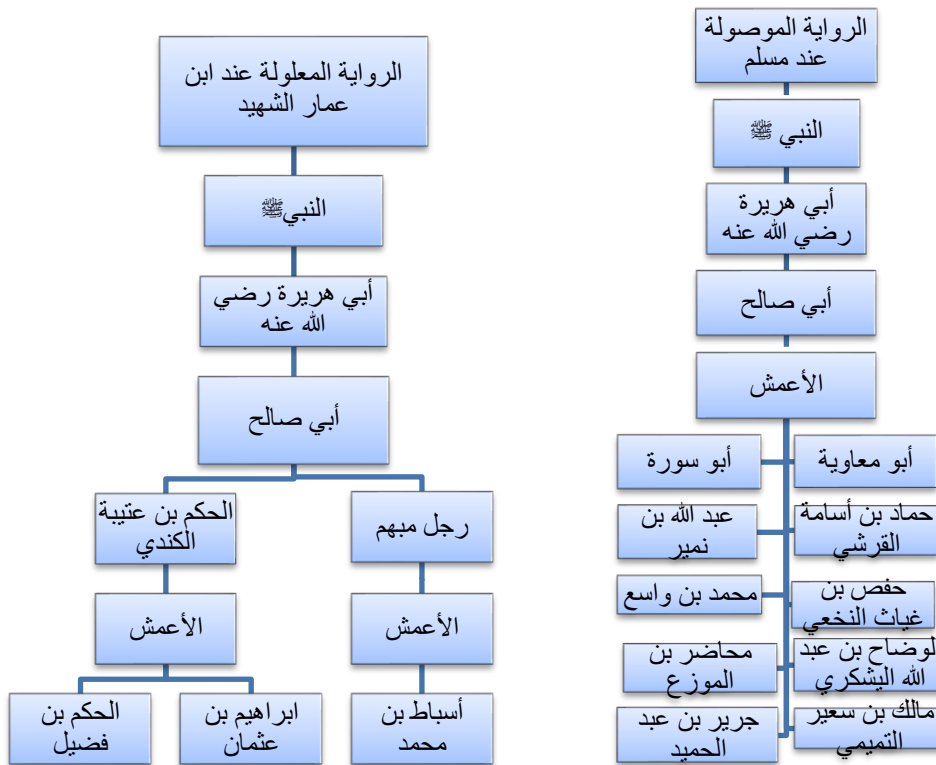 الرواية الموصولة
عند مسلم
النبي ﷺ
أبي هريرة
رضي الله عنه
أبي صالح
الأعمش
أبو معاوية
أبو سورة
حماد بن أسامة
القرشي
عبد الله بن
نمير
حفص بن
غياث النخعي
محمد بن واسع
لوضاح بن عبد
الله اليشكري
محاضر بن
الموزع
مالك بن سعير
التميمي
جرير بن عبد
الحميد
الرواية المعلولة عند ابن
عمار الشهيد
النبيﷺ
أبي هريرة رضي
الله عنه
أبي صالح
رجل مبهم
الحكم بن عتيبة
الكندي
الأعمش
الأعمش
أسباط بن
محمد
ابراهيم بن
عثمان
الحكم بن
فضيل